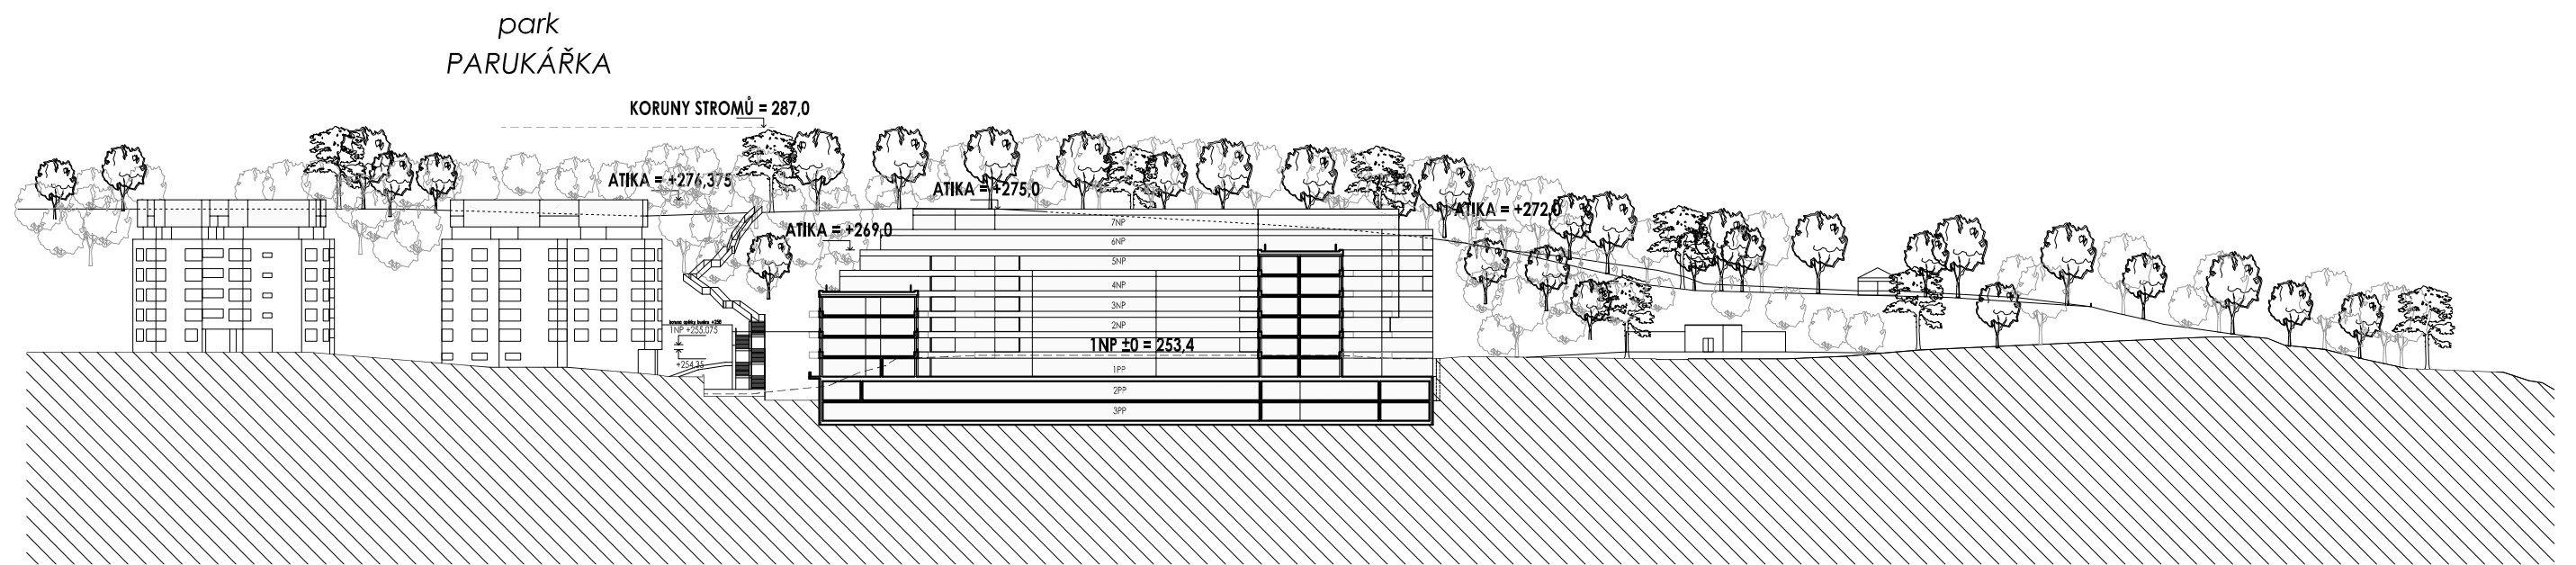 park
PARUKÁŘKA
KORUNY STROMŮ = 287,0
ATIKA = +276,375
ATIKA = +275,0
ATIKA = +272,0
ATIKA = +269,0
7NP
6NP
5NP
4NP
3NP
2NP
1NP +255,075
+254,35
1NP ±0 = 253,4
1PP
2PP
3PP